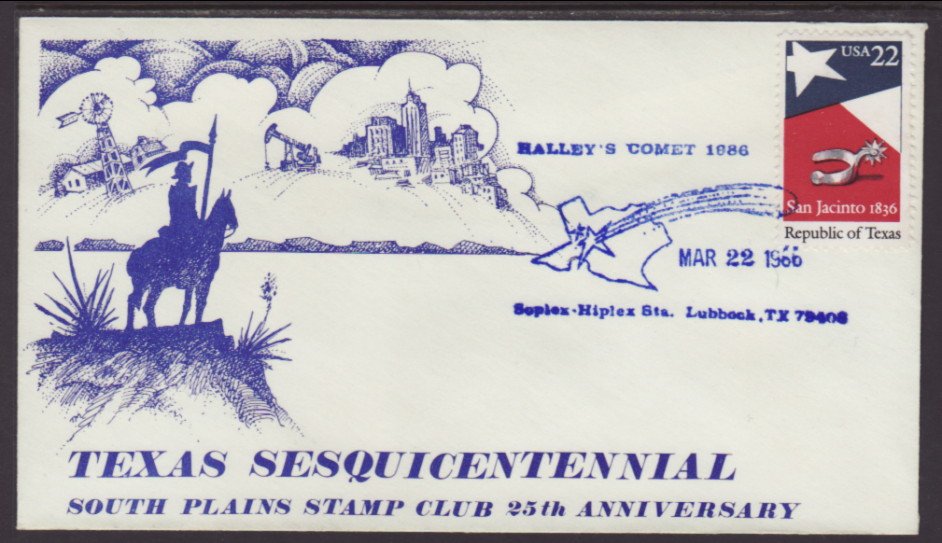 USA 22
San Jacinto 1836
Republic of Texas
HALLEY'S COMET 1986
MAR 22 1986
Soplex-Hiplex Sta. Lubbock, TX 79408
TEXAS SESQUICENTENNIAL
SOUTH PLAINS STAMP CLUB 25th ANNIVERSARY